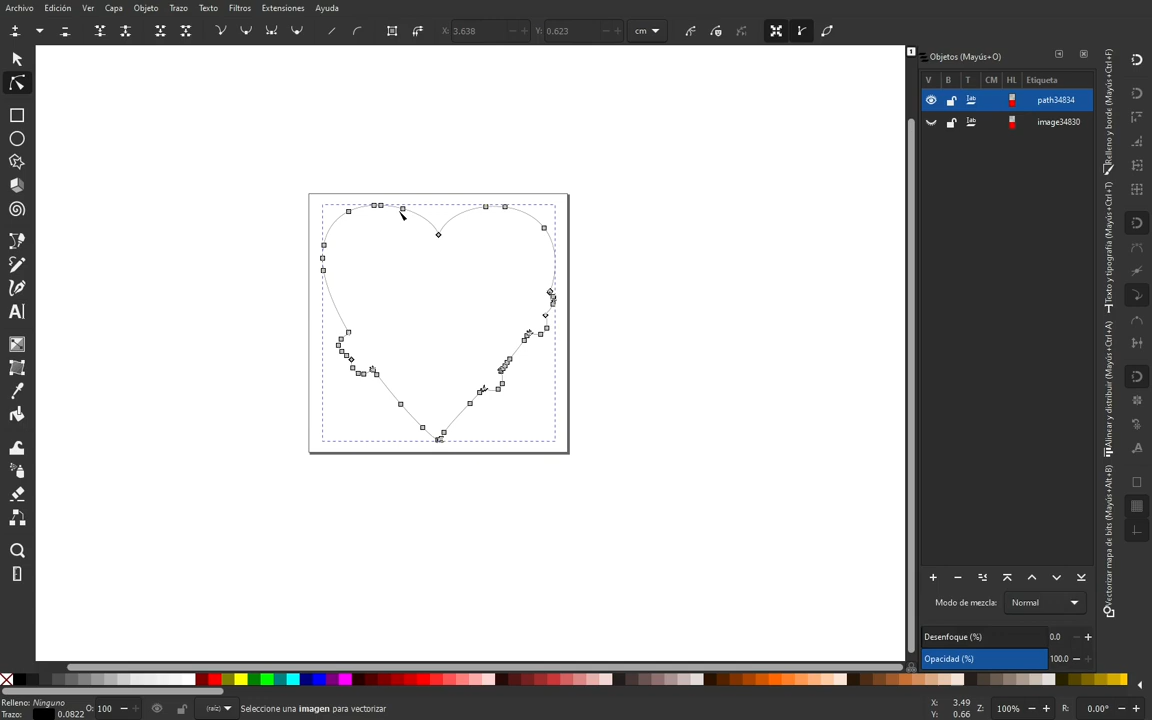 Archivo Edición Ver Capa Objeto Trazo Texto Filtros Extensiones Ayuda
X: 3.638 Y: 0.623 cm
1
Objetos (Mayús+O)
V B T CM HL Etiqueta
path34834
image34830
Relleno y borde (Mayús+Ctrl+F)
Texto y tipografía (Mayús+Ctrl+T)
Alinear y distribuir (Mayús+Ctrl+A)
Vectorizar mapa de bits (Mayús+Alt+B)
Modo de mezcla: Normal
Desenfoque (%) 0.0
Opacidad (%) 100.0
Relleno: Ninguno
Trazo: 0.0822
O: 100
(raíz)
Seleccione una imagen para vectorizar
X: 3.49
Y: 0.66
Z: 100%
R: 0.00°